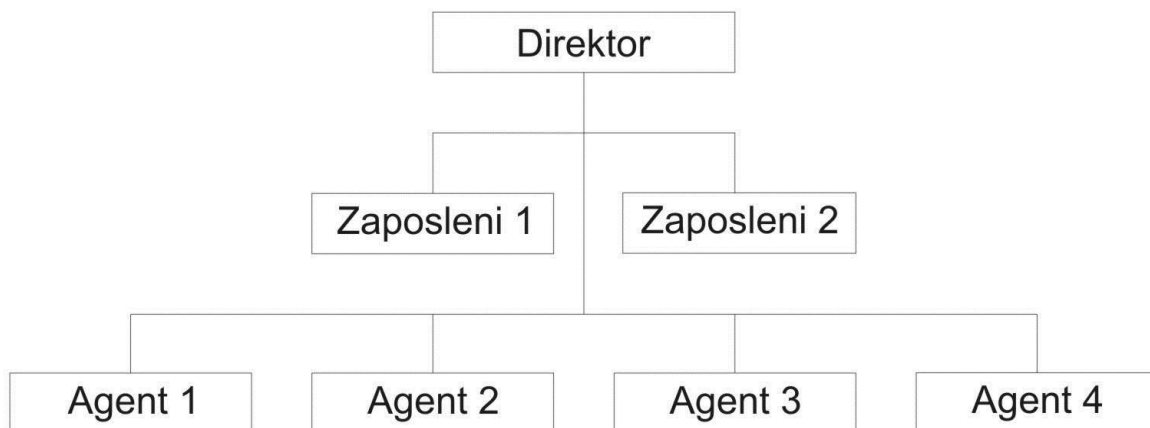 Direktor
Zaposleni 1
Zaposleni 2
Agent 1
Agent 2
Agent 3
Agent 4